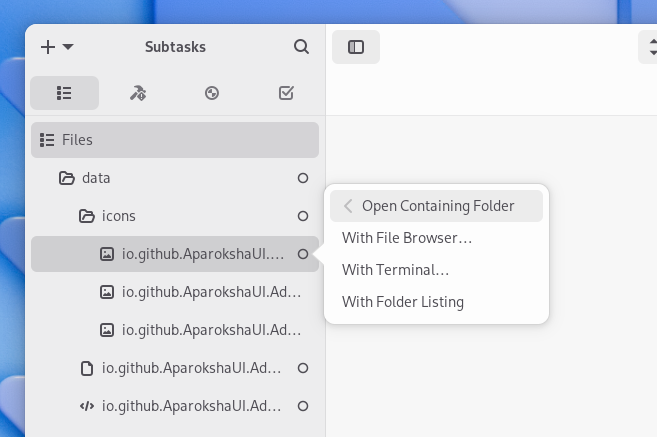 Subtasks
Files
data
icons
io.github.AparokshaUI....
io.github.AparokshaUI.Ad...
io.github.AparokshaUI.Ad...
io.github.AparokshaUI.Ad...
io.github.AparokshaUI.Ad...
Open Containing Folder
With File Browser...
With Terminal...
With Folder Listing